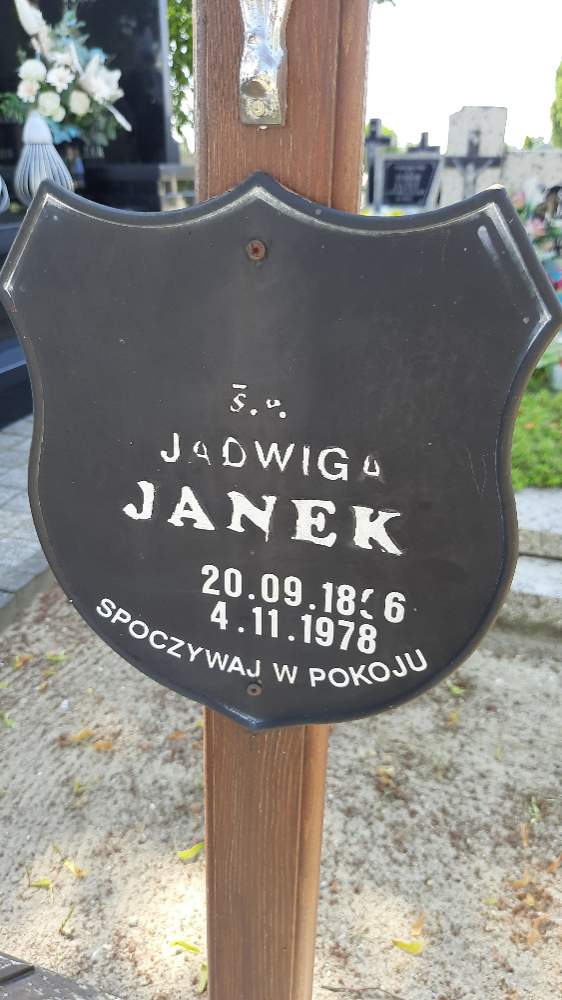 ś. p.
JADWIGA
JANEK
4.11.1978
SPOCZYWAJ W POKOJU